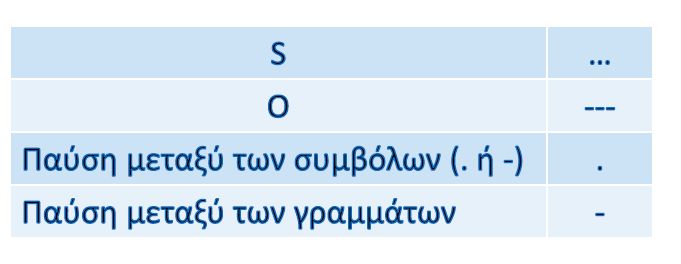 S …
O ---
Παύση μεταξύ των συμβόλων (. ή -) .
Παύση μεταξύ των γραμμάτων -